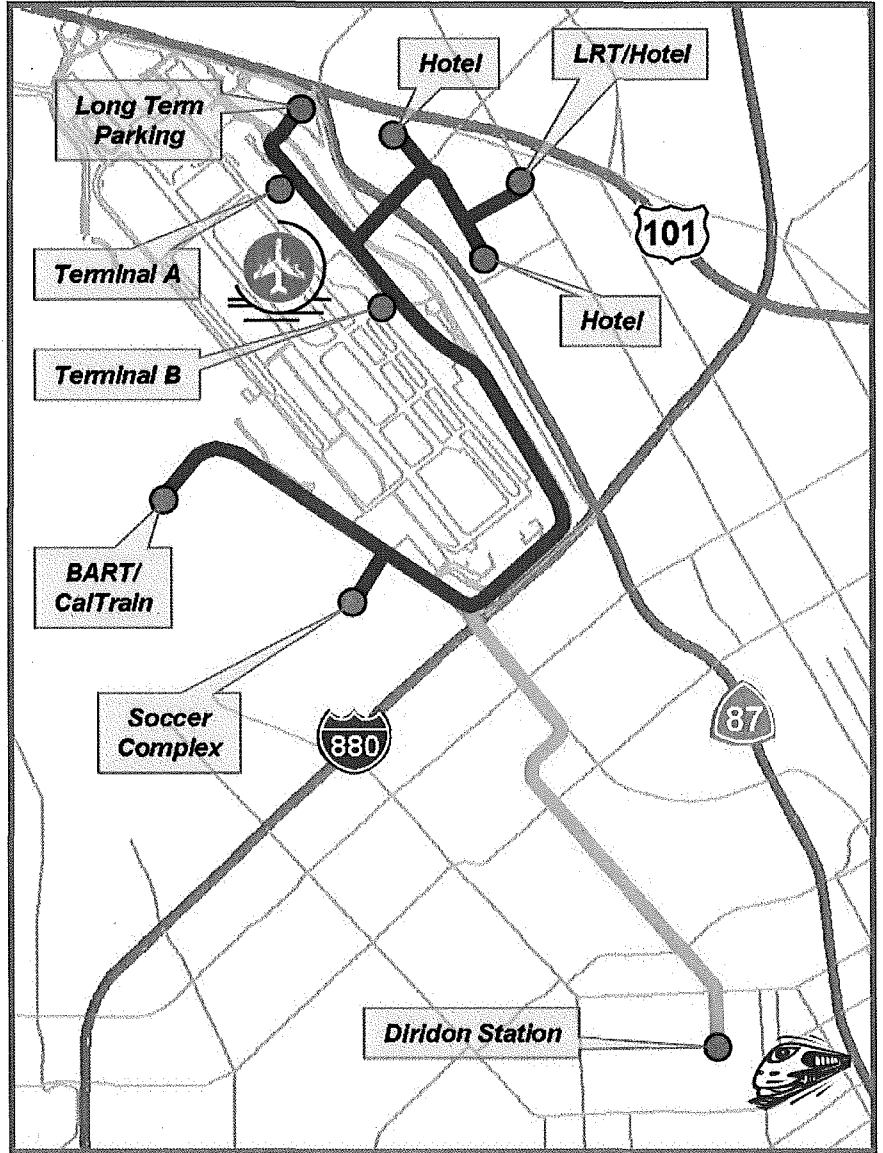 Hotel
LRT/Hotel
Long Term
Parking
101
Terminal A
Hotel
Terminal B
BART/
CalTrain
Soccer
Complex
880
87
Diridon Station